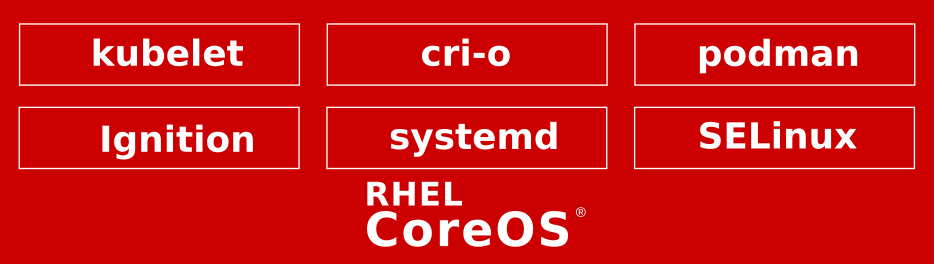 kubelet
cri-o
podman
Ignition
systemd
SELinux
RHEL
CoreOS®